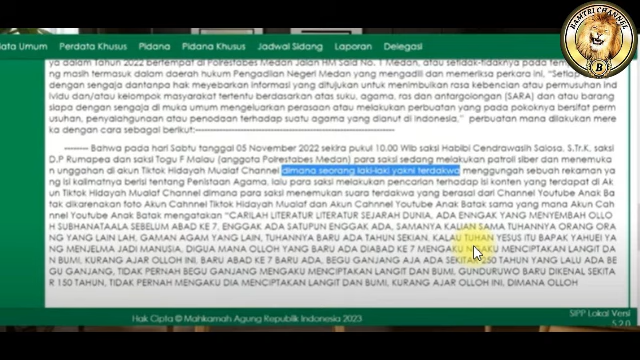 BAMTRI CHANNEL
B
ata Umum Perdata Khusus Pidana Pidana Khusus Jadwal Sidang Laporan Delegasi
ya dalam Tahun 2022 bertempat di Polrestabes Medan Jalan HM Said No. 1 Medan, atau setidak-tidaknya pada tem
ng masih termasuk dalam daerah hukum Pengadilan Negeri Medan yang mengadili dan memeriksa perkara ini, "Setiap
dengan sengaja dantanpa hak meyebarkan informasi yang ditujukan untuk menimbulkan rasa kebencian atau permusuhan ind
ividu dan/atau kelompok masyarakat tertentu berdasarkan atas suku, agama, ras dan antargolongan (SARA) dan atau barang
siapa dengan sengaja di muka umum mengeluarkan perasaan atau melakukan perbuatan yang pada pokoknya bersifat perm
usuhan, penyalahgunaan atau penodaan terhadap suatu agama yang dianut di indonesia," perbuatan mana dilakukan mere
ka dengan cara sebagai berikut:
-------- Bahwa pada hari Sabtu tanggal 05 November 2022 sekira pukul 10.00 Wib saksi Habibi Cendrawasih Salosa, S.Tr.K, saksi
D.P Rumapea dan saksi Togu F Malau (anggota Polrestabes Medan) para saksi sedang melakukan patroli siber dan menemuka
n unggahan di akun Tiktok Hidayah Mualaf Channel dimana seorang laki-laki yakni terdakwa mengunggah sebuah rekaman ya
ng isi kalimatnya berisi tentang Penistaan Agama, lalu para saksi melakukan pencarian terhadap isi konten yang terdapat di Ak
un Tiktok Hidayah Mualaf Channel dimana para saksi menemukan suara terdakwa yang berasal dari Channel Youtube Anak Ba
tak dikarenakan foto Akun Cahnnel Tiktok Hidayah Mualaf Channel dan Akun Cahnnel Youtube Anak Batak sama yang mana Akun Cah
nnel Youtube Anak Batak mengatakan "CARILAH LITERATUR LITERATUR SEJARAH DUNIA, ADA ENNGAK YANG MENYEMBAH OLLO
H SUBHANATAALA SEBELUM ABAD KE 7, ENGGAK ADA SATUPUN ENGGAK ADA, SAMANYA KALIAN SAMA TUHANNYA ORANG ORA
NG YANG LAIN LAH, GAMAN AGAM YANG LAIN, TUHANNYA BARU ADA TAHUN SEKIAN, KALAU TUHAN YESUS ITU BAPAK YAHUEI YA
NG MENJELMA JADI MANUSIA, DIGUA MANA OLLOH YANG BARU ADA DIABAD KE 7 MENGAKU NGAKU MENCIPTAKAN LANGIT DA
N BUMI, KURANG AJAR OLLOH INI, BARU ABAD KE 7 BARU ADA, BEGU GANJANG AJA ADA SEKITAR 250 TAHUN YANG LALU ADA BE
GU GANJANG, TIDAK PERNAH BEGU GANJANG MENGAKU MENCIPTAKAN LANGIT DAN BUMI, GUNDURUWO BARU DIKENAL SEKITAR
R 150 TAHUN, TIDAK PERNAH MENGAKU DIA MENCIPTAKAN LANGIT DAN BUMI, KURANG AJAR OLLOH INI, DIMANA OLLOH
Hak Cipta © Mahkamah Agung Republik Indonesia 2023
SIPP Lokal Versi
5.2.0